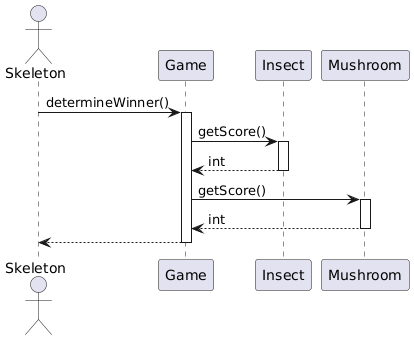 Skeleton
Game
Insect
Mushroom
determineWinner()
getScore()
int
getScore()
int
Skeleton
Game
Insect
Mushroom